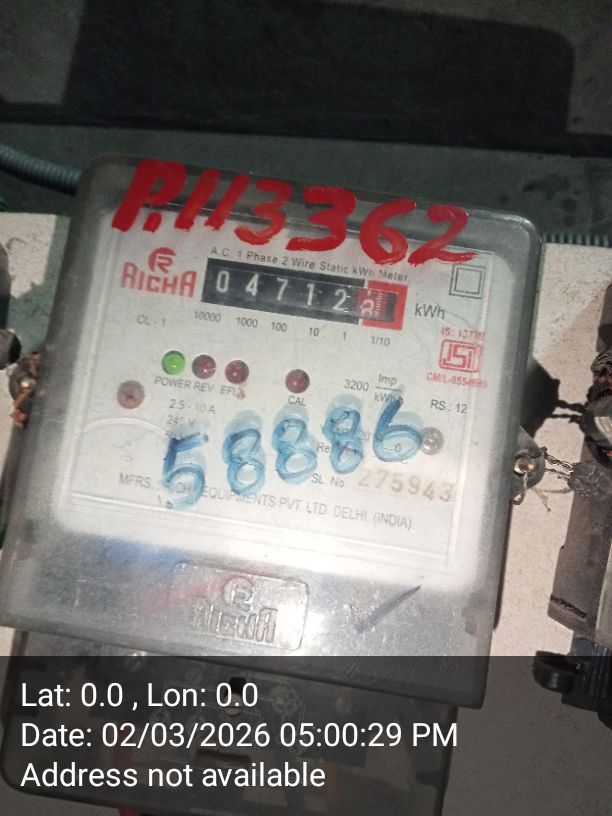 P.113362
A.C. 1 Phase 2 Wire Static kWh Meter.
RICHA
0 4 7 1 2 kWh
CL - 1 10000 1000 100 10 1 1/10
IS: 13779
ISI
POWER REV EFLT CAL 3200 Imp
RS.: 12
2.5 - 10 A
240 V
58886
SL No 275943
MFRS. EQUIPMENTS PVT. LTD. DELHI, (INDIA).
RICHA
Lat: 0.0 , Lon: 0.0
Date: 02/03/2026 05:00:29 PM
Address not available